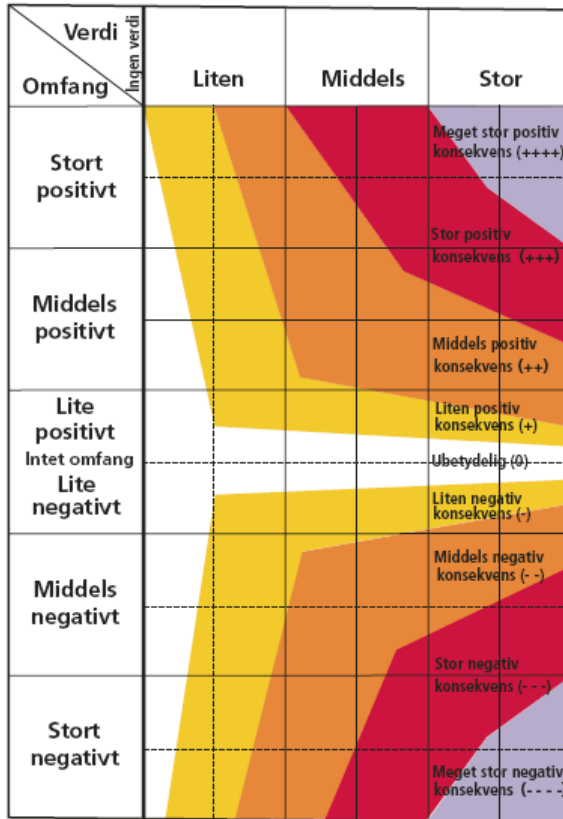 Verdi
Ingen verdi
Omfang
Liten
Middels
Stor
Stort
positivt
Meget stor positiv
konsekvens (++++)
Stor positiv
konsekvens (+++)
Middels
positivt
Middels positiv
konsekvens (++)
Lite
positivt
Intet omfang
Lite
negativt
Liten positiv
konsekvens (+)
Ubetydelig (0)
Liten negativ
konsekvens (-)
Middels
negativt
Middels negativ
konsekvens (- -)
Stor negativ
konsekvens (- - -)
Stort
negativt
Meget stor negativ
konsekvens (- - - -)